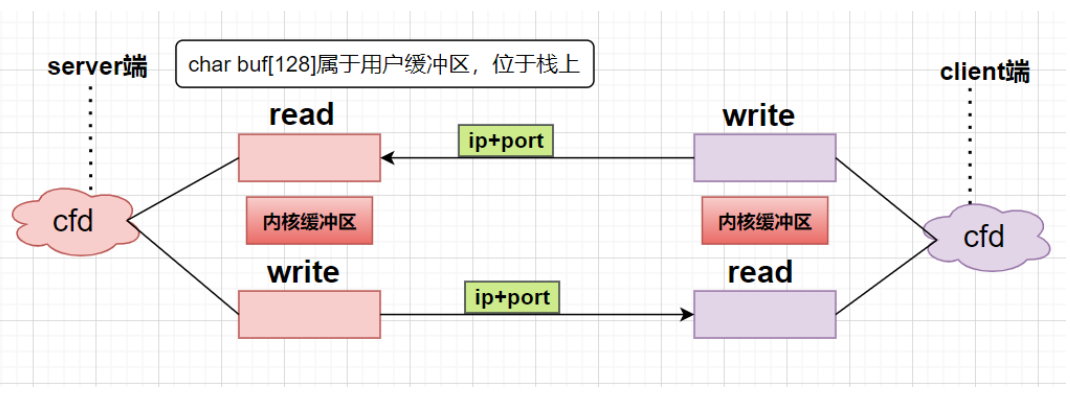 server端
char buf[128]属于用户缓冲区，位于栈上
client端
read
write
ip+port
cfd
内核缓冲区
内核缓冲区
cfd
write
read
ip+port